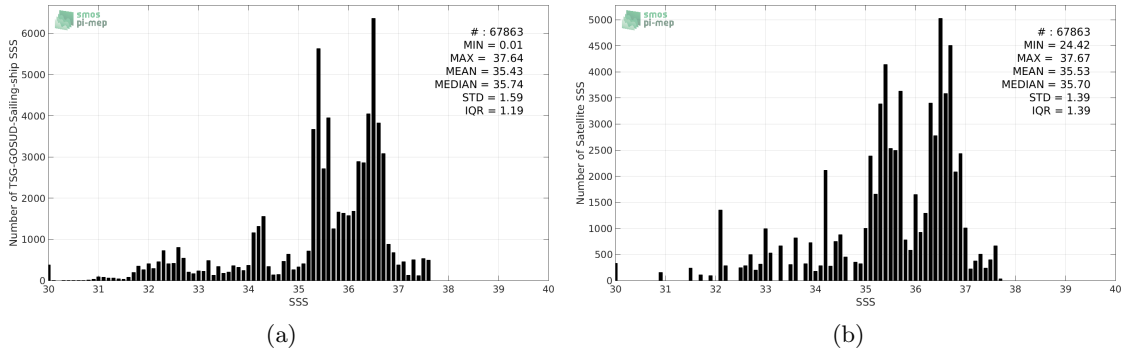 smos
pi-mep
# : 67863
MIN = 0.01
MAX = 37.64
MEAN = 35.43
MEDIAN = 35.74
STD = 1.59
IQR = 1.19
Number of TSG-GOSUD-Sailing-ship SSS
6000
5000
4000
3000
2000
1000
0
30 31 32 33 34 35 36 37 38 39 40
SSS
(a)
smos
pi-mep
# : 67863
MIN = 24.42
MAX = 37.67
MEAN = 35.53
MEDIAN = 35.70
STD = 1.39
IQR = 1.39
Number of Satellite SSS
5000
4500
4000
3500
3000
2500
2000
1500
1000
500
0
30 31 32 33 34 35 36 37 38 39 40
SSS
(b)